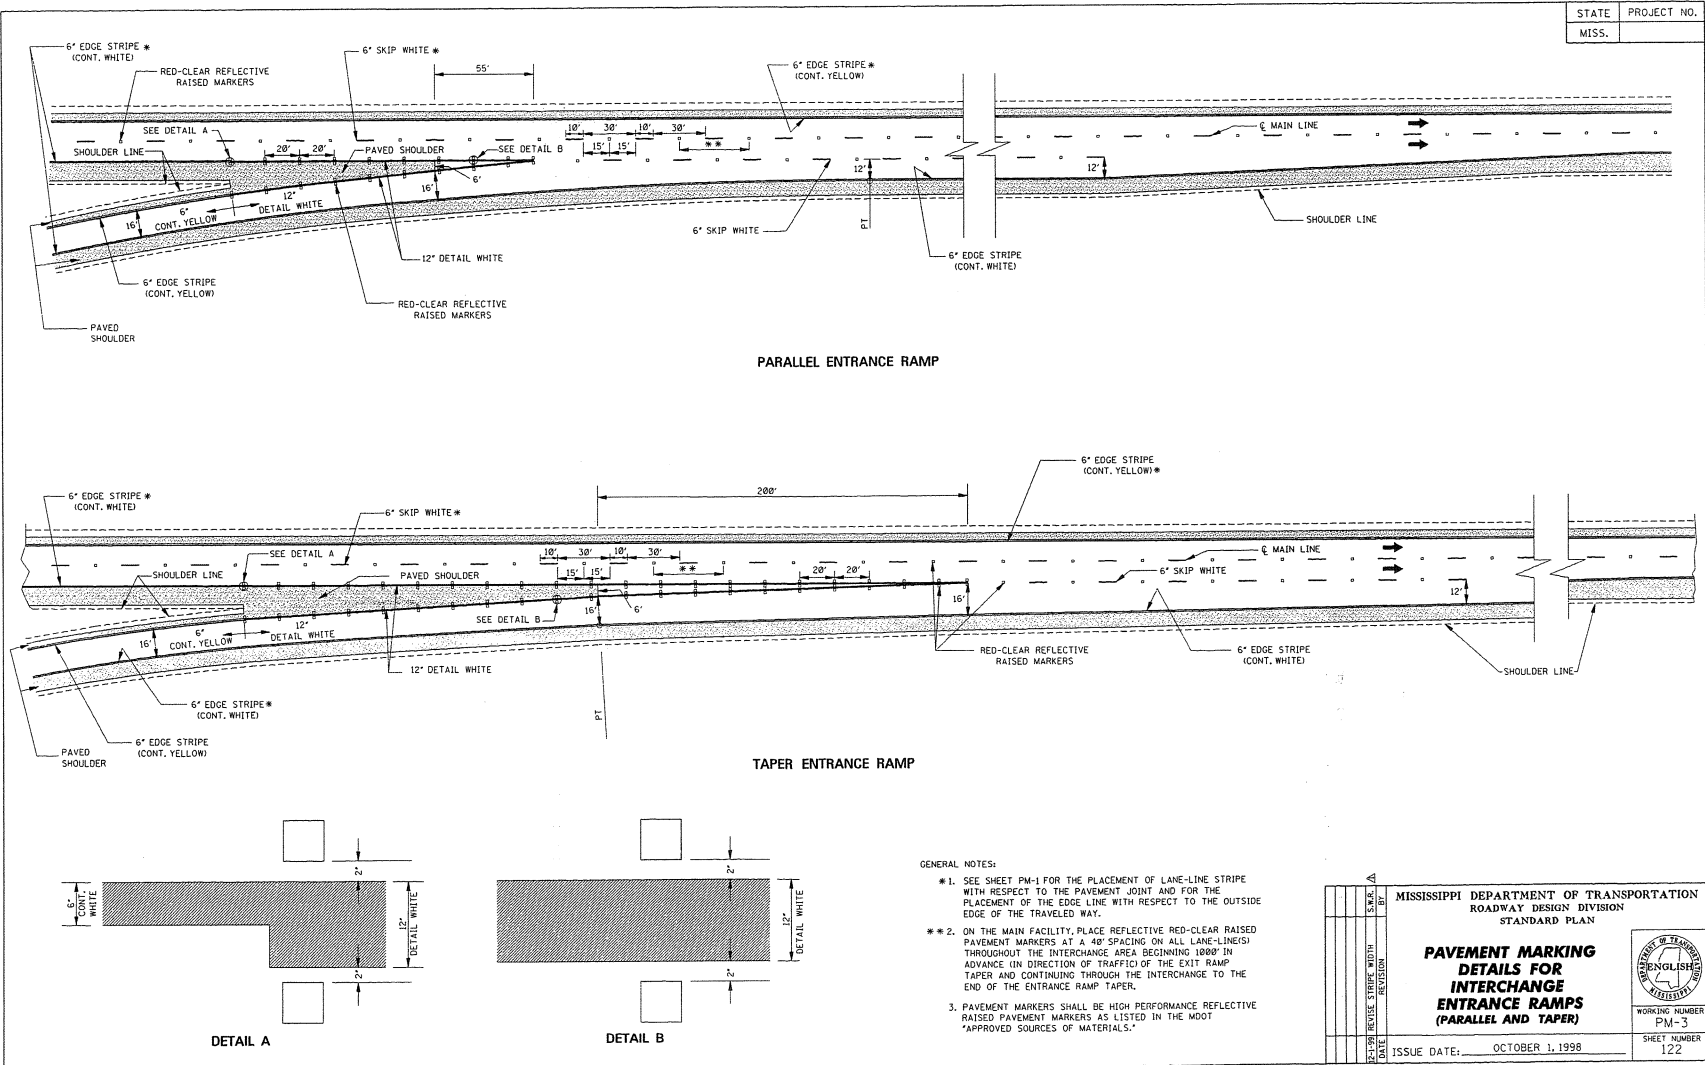 STATE PROJECT NO.
MISS.
6" EDGE STRIPE *
(CONT. WHITE)
RED-CLEAR REFLECTIVE
RAISED MARKERS
6" SKIP WHITE *
55'
6" EDGE STRIPE *
(CONT. YELLOW)
SEE DETAIL A
SHOULDER LINE
20' 20'
PAVED SHOULDER
SEE DETAIL B
10' 30' 10' 30'
15' 15' **
℄ MAIN LINE
6'
12"
16'
DETAIL WHITE
6"
CONT. YELLOW
16'
12'
12'
PT
6" SKIP WHITE
SHOULDER LINE
12" DETAIL WHITE
6" EDGE STRIPE
(CONT. WHITE)
6" EDGE STRIPE
(CONT. YELLOW)
RED-CLEAR REFLECTIVE
RAISED MARKERS
PAVED
SHOULDER
PARALLEL ENTRANCE RAMP
6" EDGE STRIPE
(CONT. YELLOW) *
6" EDGE STRIPE *
(CONT. WHITE)
200'
6" SKIP WHITE *
SEE DETAIL A
10' 30' 10' 30'
15' 15' **
℄ MAIN LINE
SHOULDER LINE
PAVED SHOULDER
20' 20'
6" SKIP WHITE
12'
16'
6'
16'
SEE DETAIL B
12"
DETAIL WHITE
6"
CONT. YELLOW
16'
12" DETAIL WHITE
RED-CLEAR REFLECTIVE
RAISED MARKERS
6" EDGE STRIPE
(CONT. WHITE)
SHOULDER LINE
6" EDGE STRIPE *
(CONT. WHITE)
PT
6" EDGE STRIPE
(CONT. YELLOW)
PAVED
SHOULDER
TAPER ENTRANCE RAMP
6"
CONT.
WHITE
2"
12"
DETAIL WHITE
2"
DETAIL A
2"
12"
DETAIL WHITE
2"
DETAIL B
GENERAL NOTES:
* 1. SEE SHEET PM-1 FOR THE PLACEMENT OF LANE-LINE STRIPE
WITH RESPECT TO THE PAVEMENT JOINT AND FOR THE
PLACEMENT OF THE EDGE LINE WITH RESPECT TO THE OUTSIDE
EDGE OF THE TRAVELED WAY.
* * 2. ON THE MAIN FACILITY, PLACE REFLECTIVE RED-CLEAR RAISED
PAVEMENT MARKERS AT A 40' SPACING ON ALL LANE-LINE(S)
THROUGHOUT THE INTERCHANGE AREA BEGINNING 1000' IN
ADVANCE (IN DIRECTION OF TRAFFIC) OF THE EXIT RAMP
TAPER AND CONTINUING THROUGH THE INTERCHANGE TO THE
END OF THE ENTRANCE RAMP TAPER.
3. PAVEMENT MARKERS SHALL BE HIGH PERFORMANCE REFLECTIVE
RAISED PAVEMENT MARKERS AS LISTED IN THE MDOT
"APPROVED SOURCES OF MATERIALS."
S.W.R.
BY
REVISE STRIPE WIDTH
REVISION
12-1-99
DATE
MISSISSIPPI DEPARTMENT OF TRANSPORTATION
ROADWAY DESIGN DIVISION
STANDARD PLAN
PAVEMENT MARKING
DETAILS FOR
INTERCHANGE
ENTRANCE RAMPS
(PARALLEL AND TAPER)
DEPARTMENT OF TRANSPORTATION
ENGLISH
MISSISSIPPI
WORKING NUMBER
PM-3
ISSUE DATE: OCTOBER 1, 1998
SHEET NUMBER
122